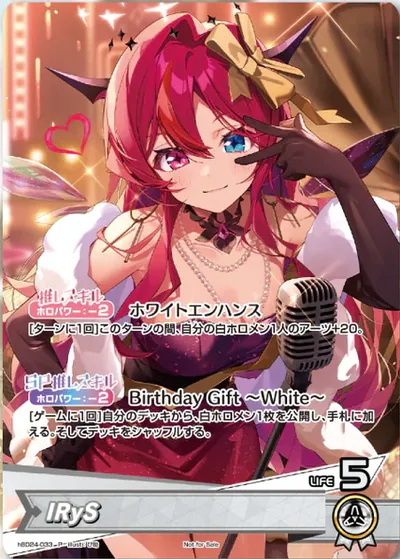 推しスキル
ホロパワー：－2
ホワイトエンハンス
[ターンに1回]このターンの間、自分の白ホロメン1人のアーツ+20。
SP推しスキル
ホロパワー：－2
Birthday Gift ～White～
[ゲームに1回]自分のデッキから、白ホロメン1枚を公開し、手札に加
える。そしてデッキをシャッフルする。
LIFE 5
IRyS
hBD24-033
Not for Sale